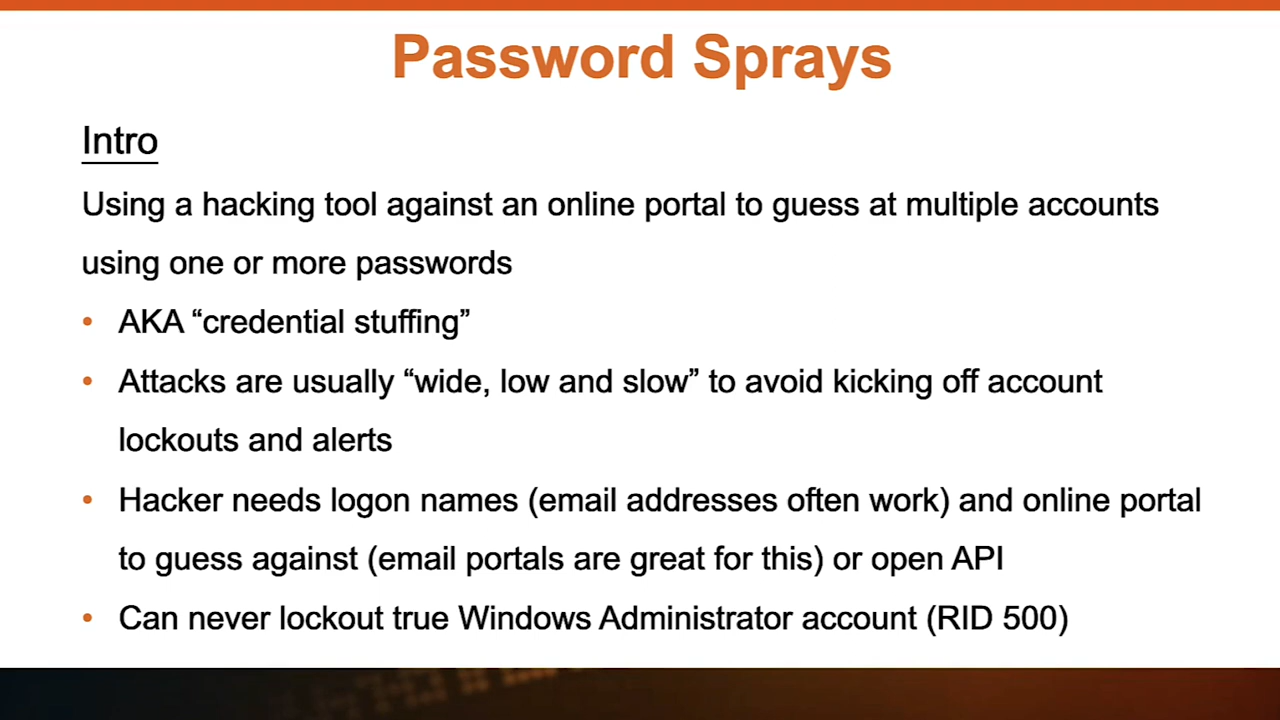 Password Sprays
Intro
Using a hacking tool against an online portal to guess at multiple accounts
using one or more passwords
• AKA “credential stuffing”
• Attacks are usually “wide, low and slow” to avoid kicking off account
lockouts and alerts
• Hacker needs logon names (email addresses often work) and online portal
to guess against (email portals are great for this) or open API
• Can never lockout true Windows Administrator account (RID 500)